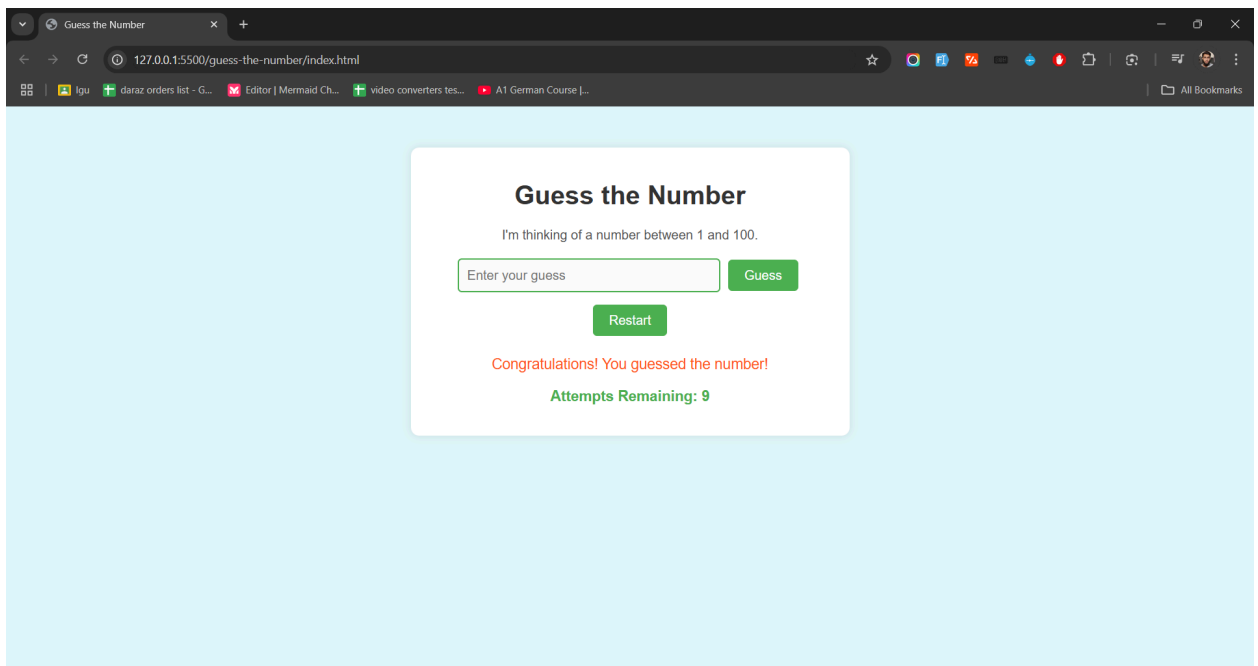 Guess the Number
127.0.0.1:5500/guess-the-number/index.html
Igu daraz orders list - G... Editor | Mermaid Ch... video converters tes... A1 German Course |... All Bookmarks
Guess the Number
I'm thinking of a number between 1 and 100.
Enter your guess Guess
Restart
Congratulations! You guessed the number!
Attempts Remaining: 9